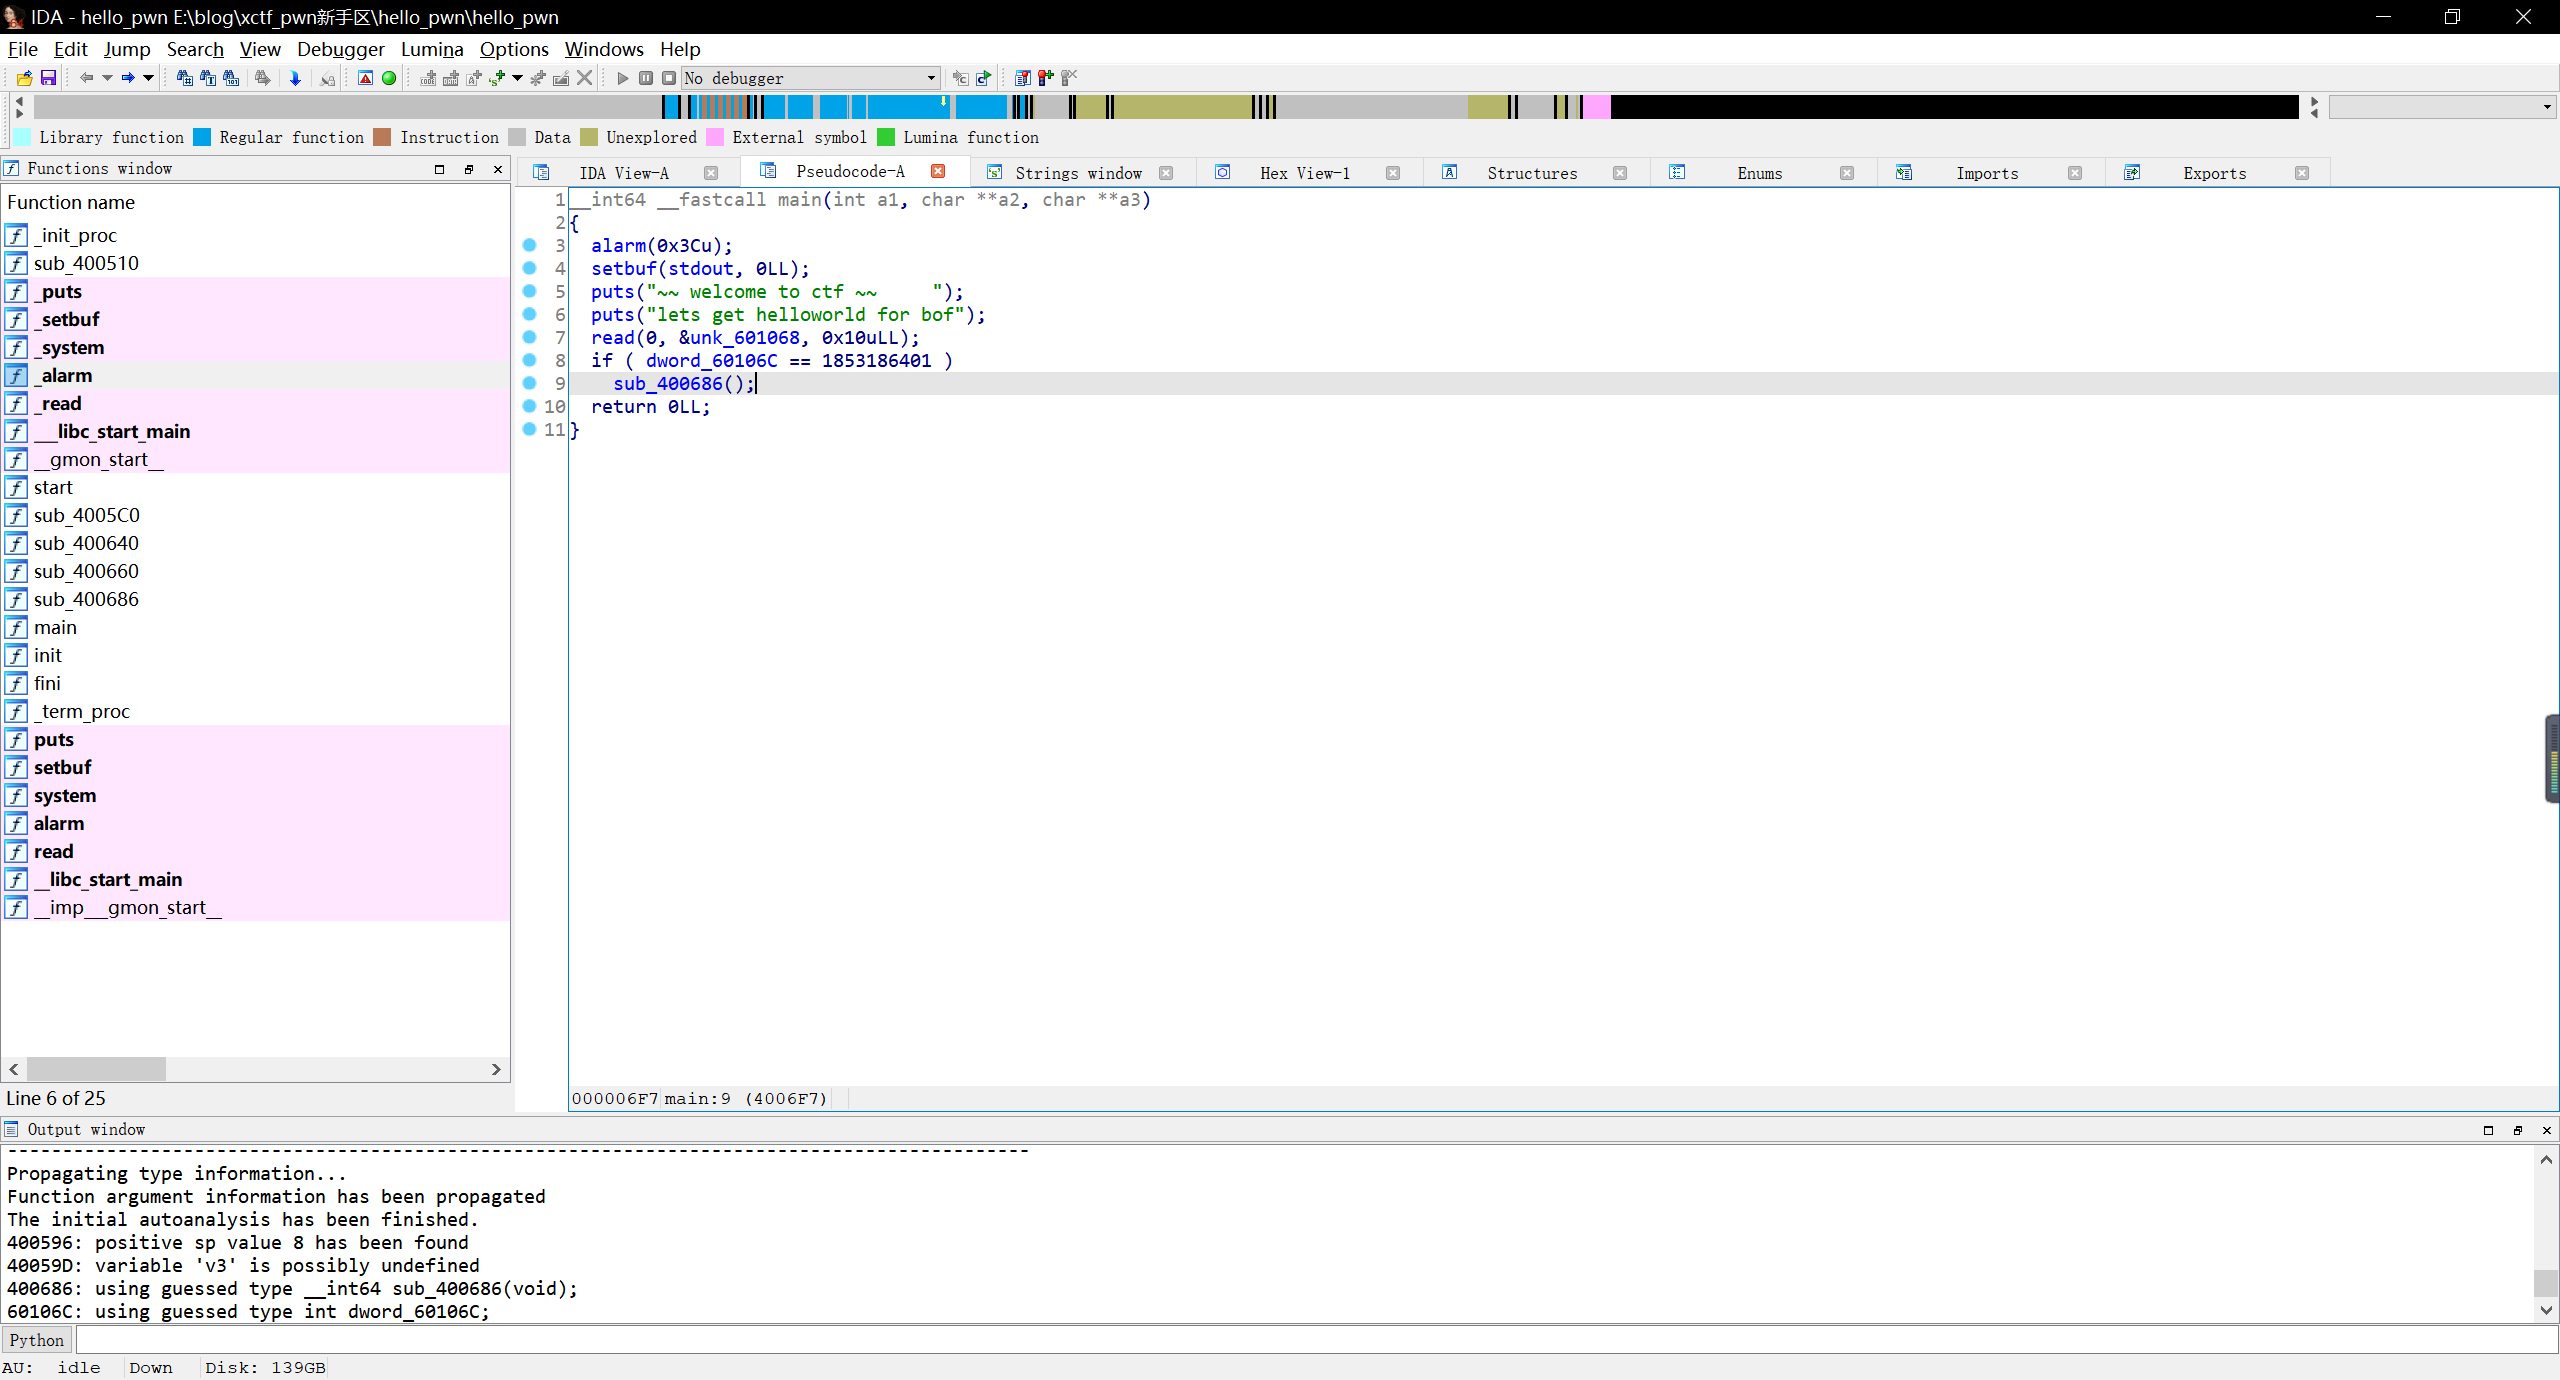 IDA - hello_pwn E:\blog\xctf_pwn新手区\hello_pwn\hello_pwn
File Edit Jump Search View Debugger Lumina Options Windows Help
No debugger
Library function Regular function Instruction Data Unexplored External symbol Lumina function
Functions window
Function name
_init_proc
sub_400510
_puts
_setbuf
_system
_alarm
_read
__libc_start_main
__gmon_start__
start
sub_4005C0
sub_400640
sub_400660
sub_400686
main
init
fini
_term_proc
puts
setbuf
system
alarm
read
__libc_start_main
__imp___gmon_start__
Line 6 of 25
IDA View-A Pseudocode-A Strings window Hex View-1 Structures Enums Imports Exports
1 __int64 __fastcall main(int a1, char **a2, char **a3)
2 {
3 alarm(0x3Cu);
4 setbuf(stdout, 0LL);
5 puts("~~ welcome to ctf ~~     ");
6 puts("lets get helloworld for bof");
7 read(0, &unk_601068, 0x10uLL);
8 if ( dword_60106C == 1853186401 )
9 sub_400686();
10 return 0LL;
11 }
000006F7 main:9 (4006F7)
Output window
---------------------------------------------------------------------------------------------
Propagating type information...
Function argument information has been propagated
The initial autoanalysis has been finished.
400596: positive sp value 8 has been found
40059D: variable 'v3' is possibly undefined
400686: using guessed type __int64 sub_400686(void);
60106C: using guessed type int dword_60106C;
Python
AU: idle Down Disk: 139GB